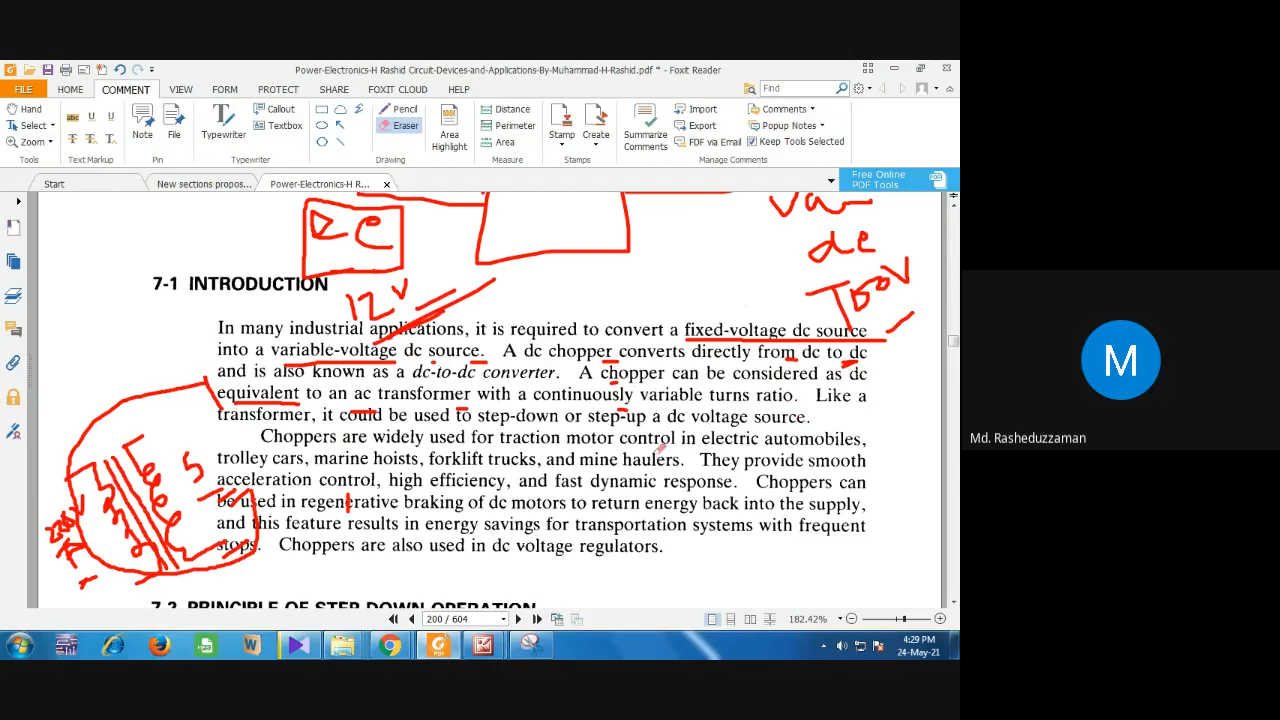 Power-Electronics-H Rashid Circuit-Devices-and-Applications-By-Muhammad-H-Rashid.pdf * - Foxit Reader
FILE HOME COMMENT VIEW FORM PROTECT SHARE FOXIT CLOUD HELP
Find
Hand
Select
Zoom
Tools
Text Markup
Note
File
Pin
Typewriter
Callout
Textbox
Typewriter
Pencil
Eraser
Drawing
Area
Highlight
Distance
Perimeter
Area
Measure
Stamp
Create
Stamps
Summarize
Comments
Import
Export
FDF via Email
Comments
Popup Notes
Keep Tools Selected
Manage Comments
Start
New sections propos...
Power-Electronics-H R...
Free Online
PDF Tools
Var
dc
DC
100V
12V
7-1 INTRODUCTION
In many industrial applications, it is required to convert a fixed-voltage dc source
into a variable-voltage dc source. A dc chopper converts directly from dc to dc
and is also known as a dc-to-dc converter. A chopper can be considered as dc
equivalent to an ac transformer with a continuously variable turns ratio. Like a
transformer, it could be used to step-down or step-up a dc voltage source.
Choppers are widely used for traction motor control in electric automobiles,
trolley cars, marine hoists, forklift trucks, and mine haulers. They provide smooth
acceleration control, high efficiency, and fast dynamic response. Choppers can
be used in regenerative braking of dc motors to return energy back into the supply,
and this feature results in energy savings for transportation systems with frequent
stops. Choppers are also used in dc voltage regulators.
7-2 PRINCIPLE OF STEP-DOWN OPERATION
200 / 604
182.42%
4:29 PM
24-May-21
M
Md. Rasheduzzaman